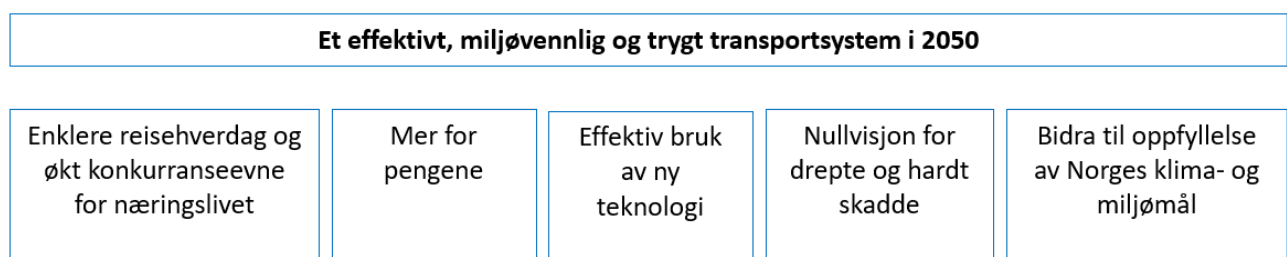 Et effektivt, miljøvennlig og trygt transportsystem i 2050
Enklere reisehverdag og
økt konkurranseevne
for næringslivet
Mer for
pengene
Effektiv bruk
av ny
teknologi
Nullvisjon for
drepte og hardt
skadde
Bidra til oppfyllelse
av Norges klima- og
miljømål